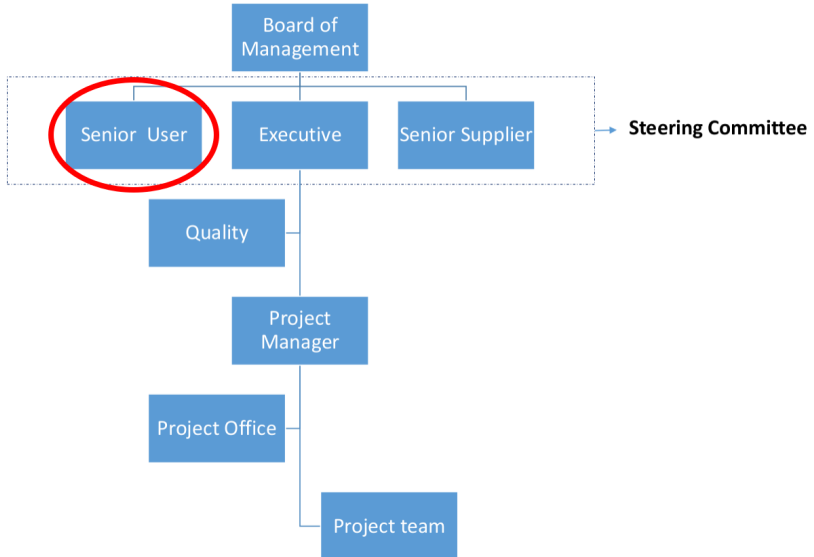 Board of
Management
Senior User
Executive
Senior Supplier
Steering Committee
Quality
Project
Manager
Project Office
Project team